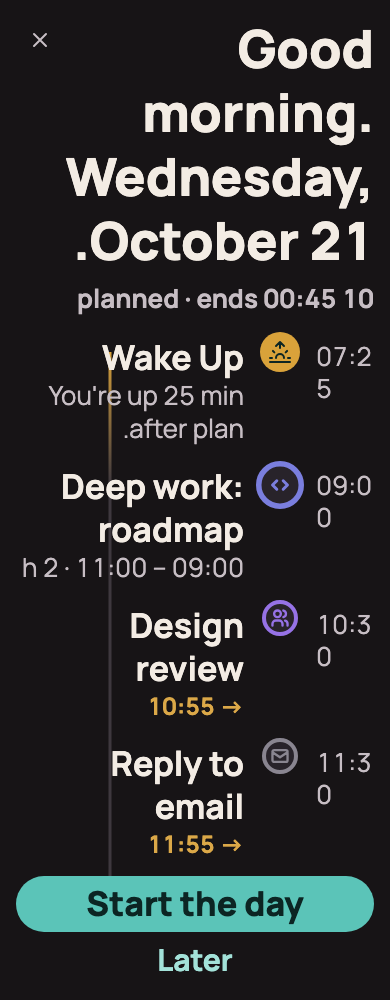 Good
morning.
Wednesday,
.October 21
planned · ends 00:45 10
07:2
5
Wake Up
You're up 25 min
.after plan
09:0
0
Deep work:
roadmap
h 2 · 11:00 – 09:00
10:3
0
Design
review
10:55 →
11:3
0
Reply to
email
11:55 →
Start the day
Later